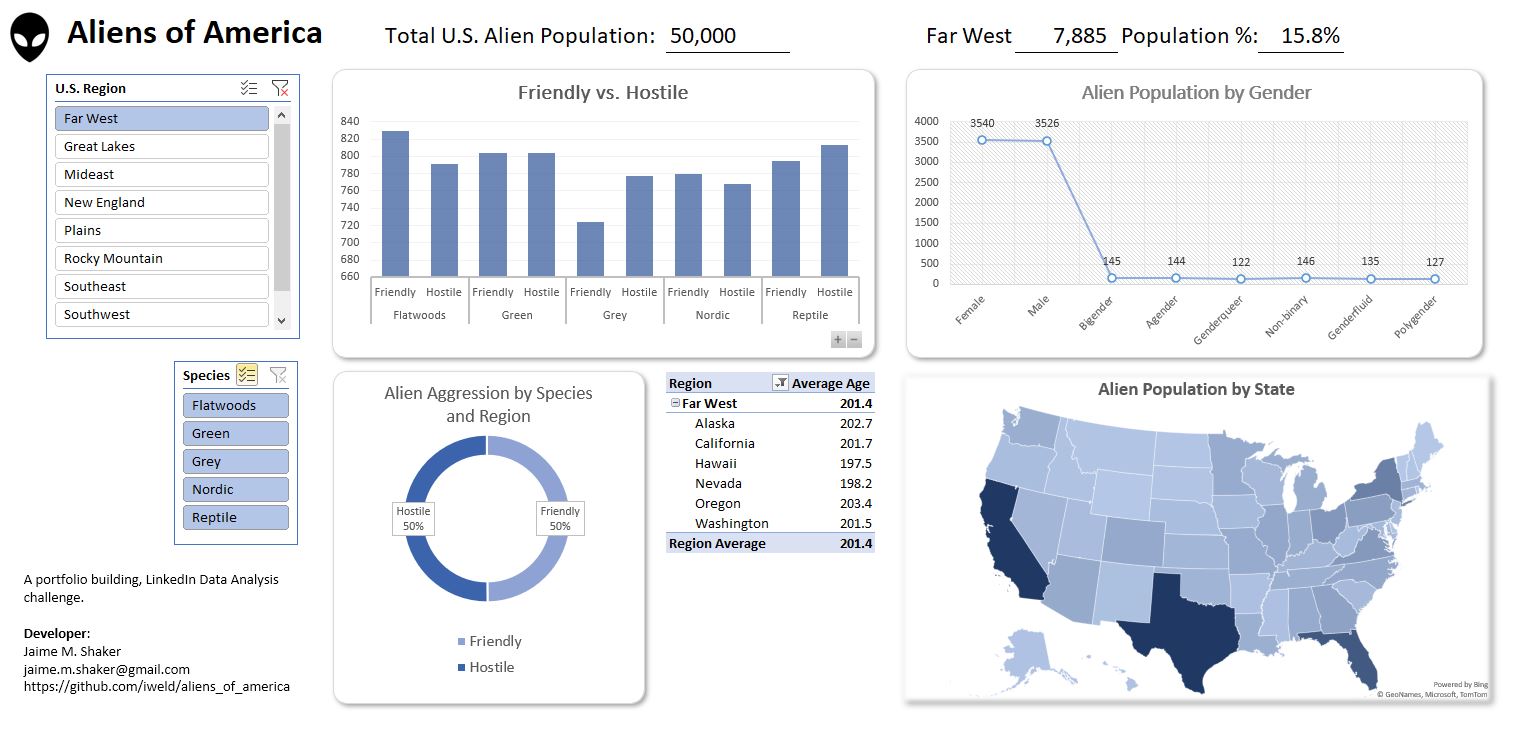 Aliens of America
Total U.S. Alien Population: 50,000
Far West 7,885 Population %: 15.8%
U.S. Region
Far West
Great Lakes
Mideast
New England
Plains
Rocky Mountain
Southeast
Southwest
Species
Flatwoods
Green
Grey
Nordic
Reptile
A portfolio building, LinkedIn Data Analysis
challenge.
Developer:
Jaime M. Shaker
jaime.m.shaker@gmail.com
https://github.com/iweld/aliens_of_america
Friendly vs. Hostile
840
820
800
780
760
740
720
700
680
660
Friendly Hostile Friendly Hostile Friendly Hostile Friendly Hostile Friendly Hostile
Flatwoods Green Grey Nordic Reptile
+ −
Alien Population by Gender
4000
3500
3000
2500
2000
1500
1000
500
0
3540 3526 145 144 122 146 135 127
Female Male Bigender Agender Genderqueer Non-binary Genderfluid Polygender
Alien Aggression by Species
and Region
Hostile
50%
Friendly
50%
Friendly
Hostile
Region Average Age
Far West 201.4
Alaska 202.7
California 201.7
Hawaii 197.5
Nevada 198.2
Oregon 203.4
Washington 201.5
Region Average 201.4
Alien Population by State
Powered by Bing
© GeoNames, Microsoft, TomTom